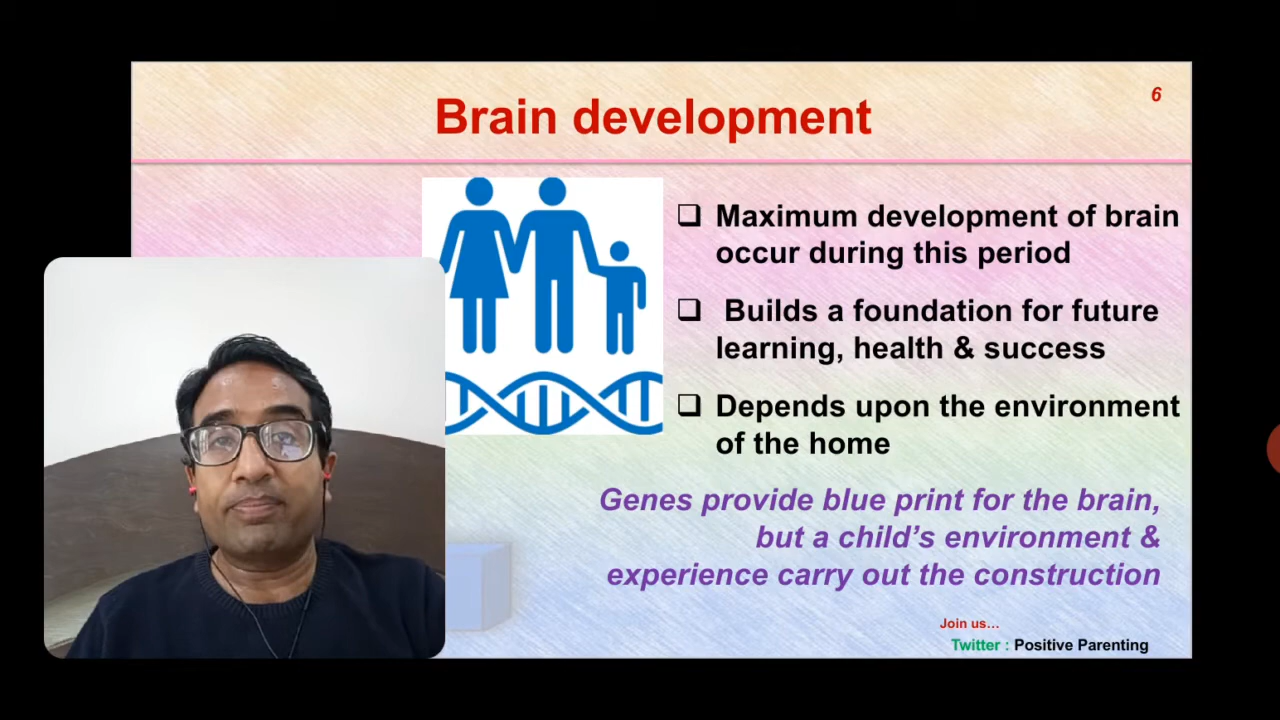 6
Brain development
❑ Maximum development of brain
occur during this period
❑ Builds a foundation for future
learning, health & success
❑ Depends upon the environment
of the home
Genes provide blue print for the brain,
but a child’s environment &
experience carry out the construction
Join us…
Twitter : Positive Parenting